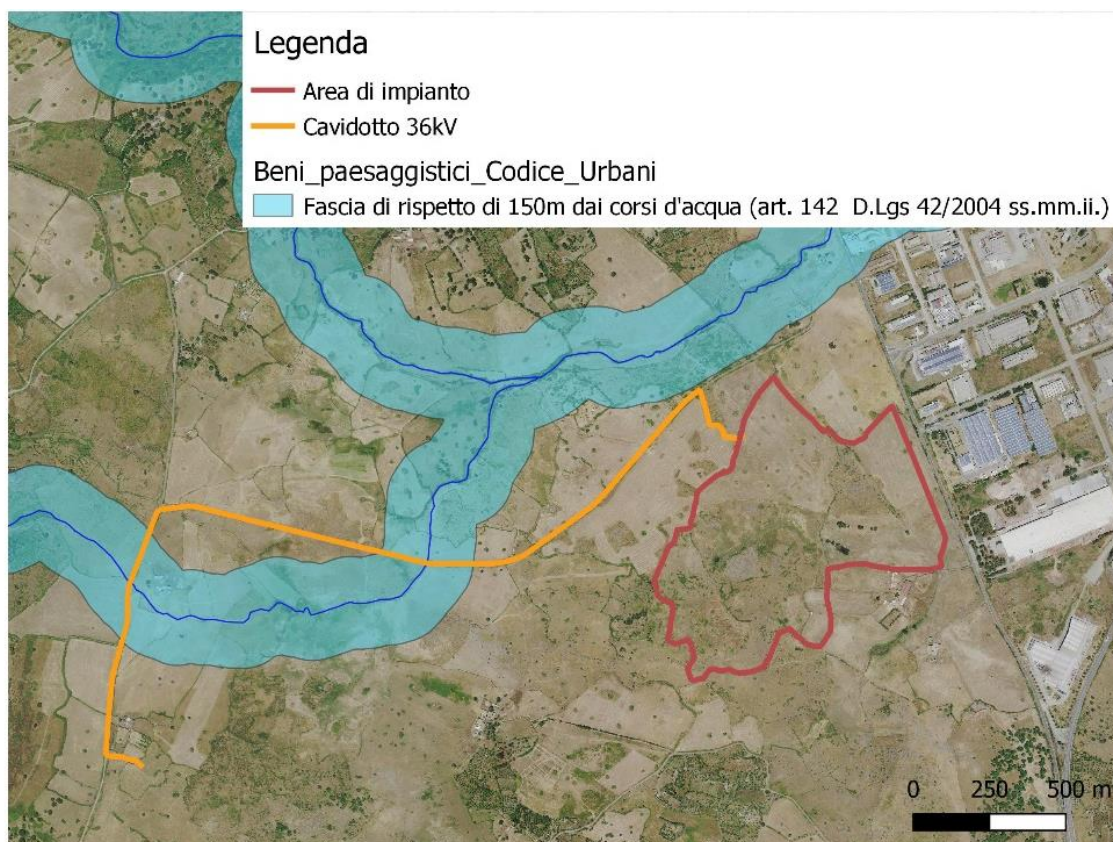 Legenda
Area di impianto
Cavidotto 36kV
Beni_paesaggistici_Codice_Urbani
Fascia di rispetto di 150m dai corsi d'acqua (art. 142 D.Lgs 42/2004 ss.mm.ii.)
0 250 500 m